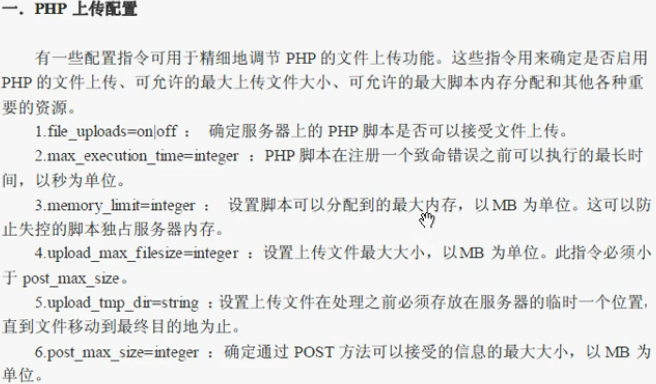 一．PHP 上传配置
有一些配置指令可用于精细地调节 PHP 的文件上传功能。这些指令用来确定是否启用
PHP 的文件上传、可允许的最大上传文件大小、可允许的最大脚本内存分配和其他各种重
要的资源。
1.file_uploads=on|off ： 确定服务器上的 PHP 脚本是否可以接受文件上传。
2.max_execution_time=integer ：PHP 脚本在注册一个致命错误之前可以执行的最长时
间，以秒为单位。
3.memory_limit=integer ： 设置脚本可以分配到的最大内存，以 MB 为单位。这可以防
止失控的脚本独占服务器内存。
4.upload_max_filesize=integer ：设置上传文件最大大小，以MB 为单位。此指令必须小
于 post_max_size。
5.upload_tmp_dir=string ：设置上传文件在处理之前必须存放在服务器的临时一个位置，
直到文件移动到最终目的地为止。
6.post_max_size=integer ：确定通过 POST 方法可以接受的信息的最大大小，以 MB 为
单位。